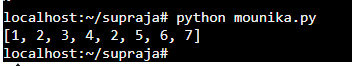 localhost:~/supraja# python mounika.py
[1, 2, 3, 4, 2, 5, 6, 7]
localhost:~/supraja#